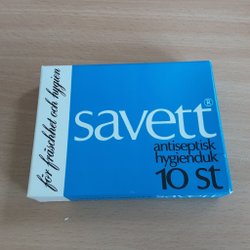 för fräschhet och hygien
savett®
antiseptisk
hygienduk
10 st